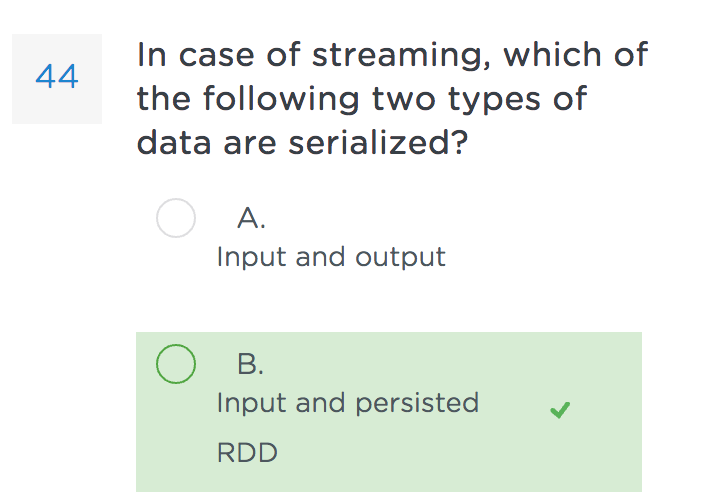 44
In case of streaming, which of
the following two types of
data are serialized?
A.
Input and output
B.
Input and persisted
RDD